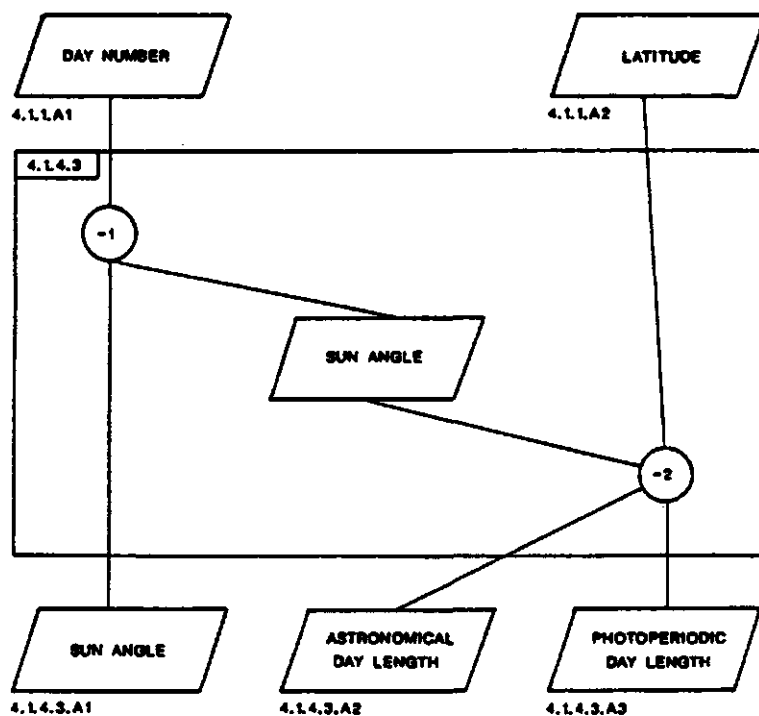 DAY NUMBER
LATITUDE
4.1.1.A1
4.1.1.A2
4.1.4.3
-1
SUN ANGLE
-2
SUN ANGLE
ASTRONOMICAL
DAY LENGTH
PHOTOPERIODIC
DAY LENGTH
4.1.4.3.A1
4.1.4.3.A2
4.1.4.3.A3